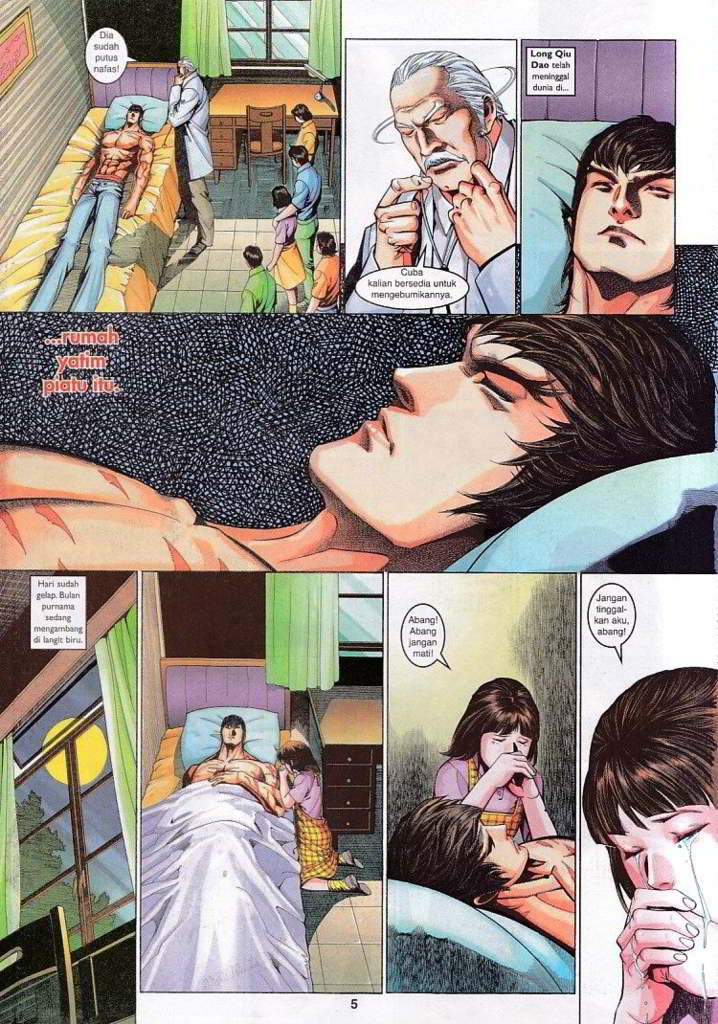 Dia
sudah
putus
nafas!
Cuba
kalian bersedia untuk
mengebumikannya.
Long Qiu
Dao telah
meninggal
dunia di...
...rumah
yatim
piatu itu.
Hari sudah
gelap. Bulan
purnama
sedang
mengambang
di langit biru.
Abang!
Abang
jangan
mati!
Jangan
tinggal-
kan aku,
abang!
5